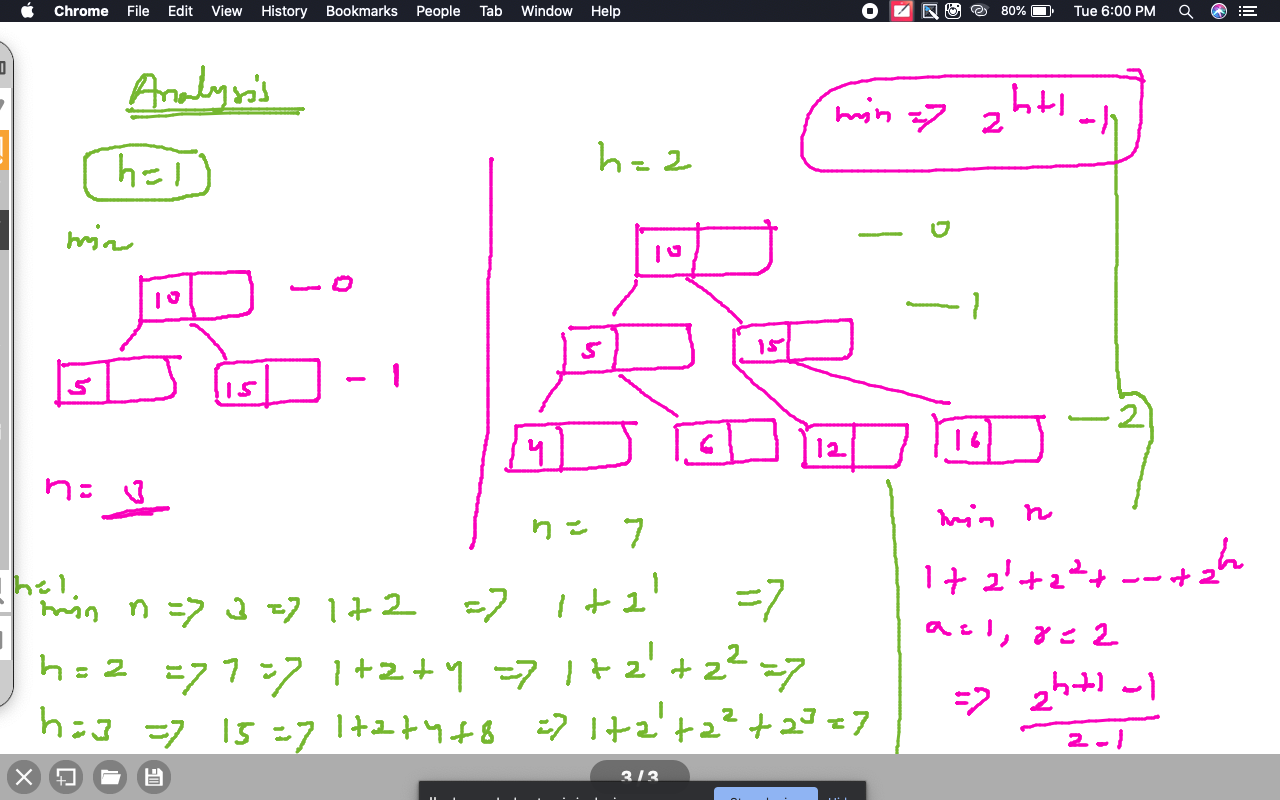 Chrome File Edit View History Bookmarks People Tab Window Help 80% Tue 6:00 PM
Analysis
min => 2^(h+1) - 1
h=1
min
10 — 0
5 15 — 1
n = 3
h = 2
10 — 0
5 15 — 1
4 6 12 16 — 2
n = 7
h=1
min n => 3 => 1+2 => 1+2^1 =>
h = 2 => 7 => 1+2+4 => 1+2^1+2^2 =>
h=3 => 15 => 1+2+4+8 => 1+2^1+2^2+2^3 =>
min n
1+2^1+2^2+ --- +2^h
a=1, r=2
=> 2^(h+1) - 1
2-1
3 / 3